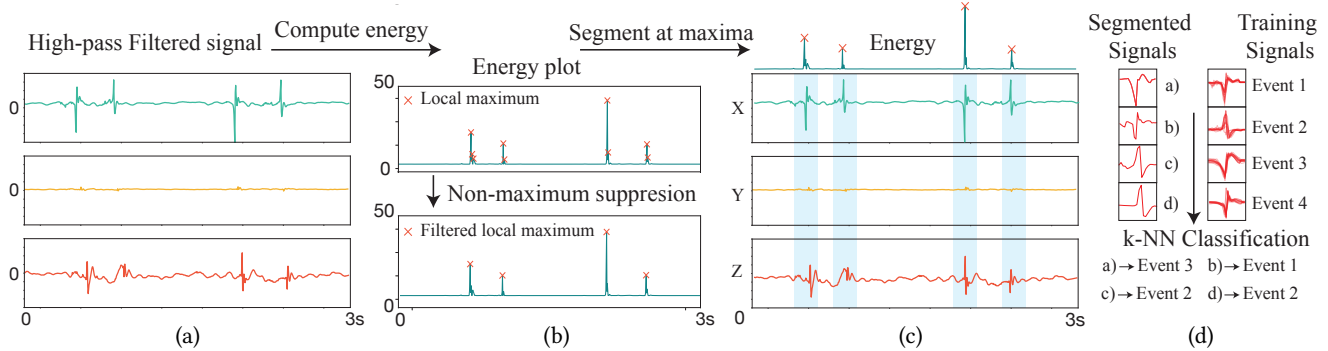 High-pass Filtered signal
Compute energy
Segment at maxima
0
0
0
0
3s
(a)
Energy plot
50
× Local maximum
0
Non-maximum suppresion
50
× Filtered local maximum
0
0
3s
(b)
Energy
X
Y
Z
0
3s
(c)
Segmented
Signals
Training
Signals
a)
Event 1
b)
Event 2
c)
Event 3
d)
Event 4
k-NN Classification
a)→Event 3 b)→Event 1
c)→Event 2 d)→Event 2
(d)